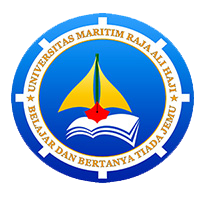 UNIVERSITAS MARITIM RAJA ALI HAJI
BELAJAR DAN BERTANYA TIADA JEMU